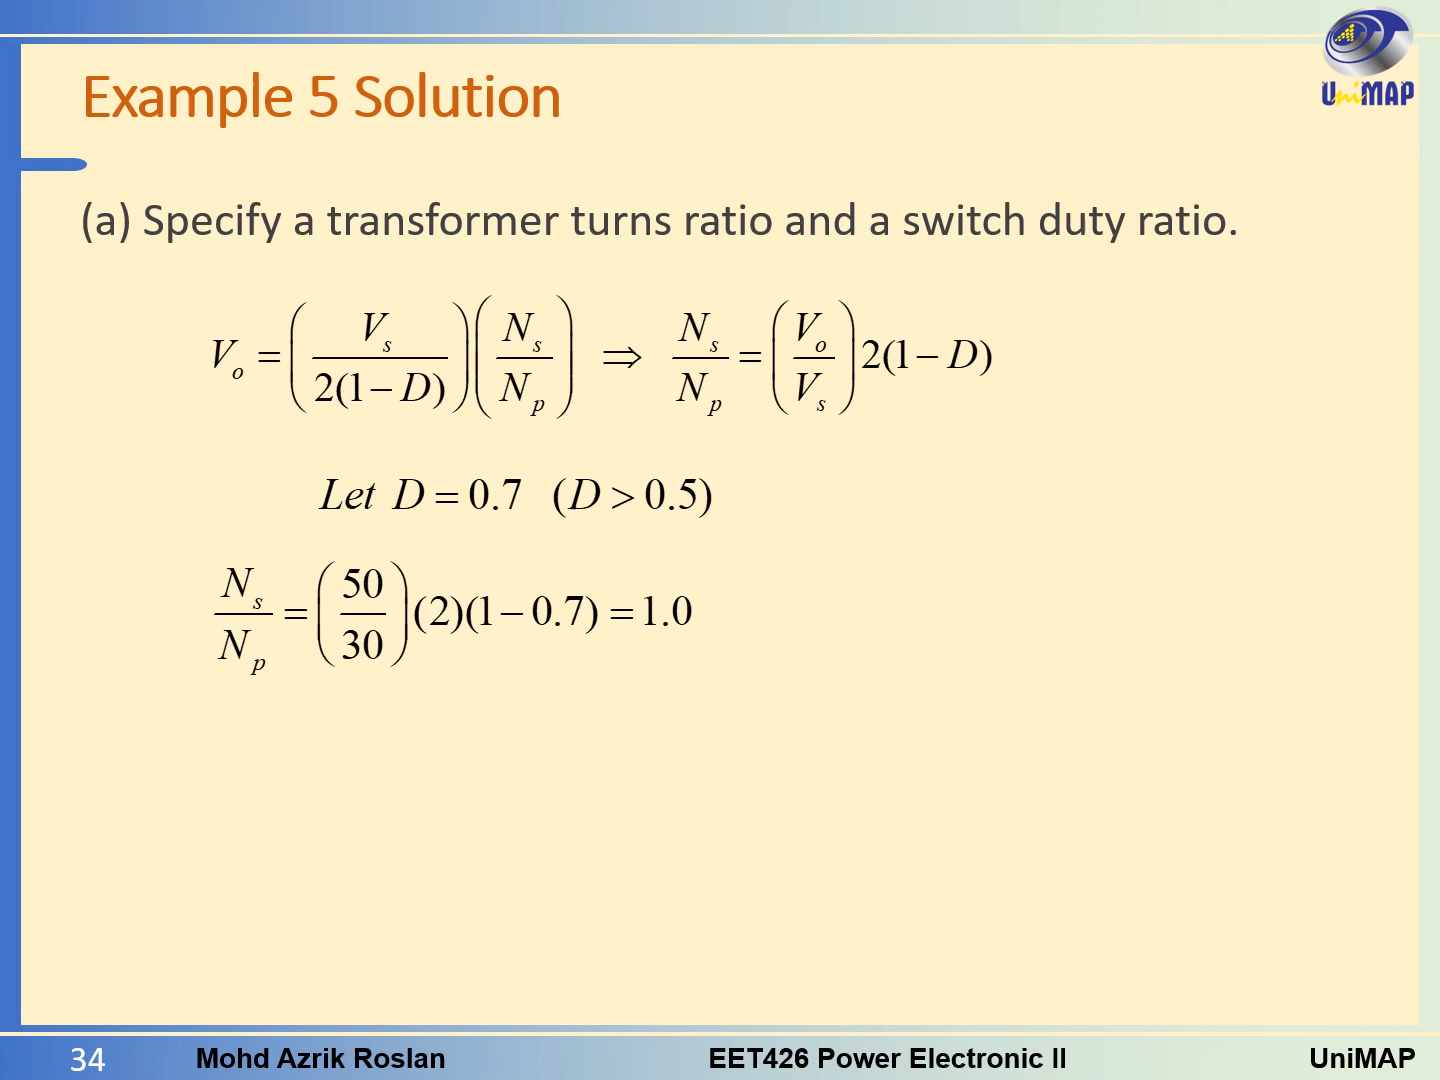 UniMAP
Example 5 Solution
(a) Specify a transformer turns ratio and a switch duty ratio.
V_o = (V_s / 2(1 − D)) (N_s / N_p) ⇒ N_s / N_p = (V_o / V_s) 2(1 − D)
Let D = 0.7 (D > 0.5)
N_s / N_p = (50 / 30) (2)(1 − 0.7) = 1.0
34 Mohd Azrik Roslan EET426 Power Electronic II UniMAP